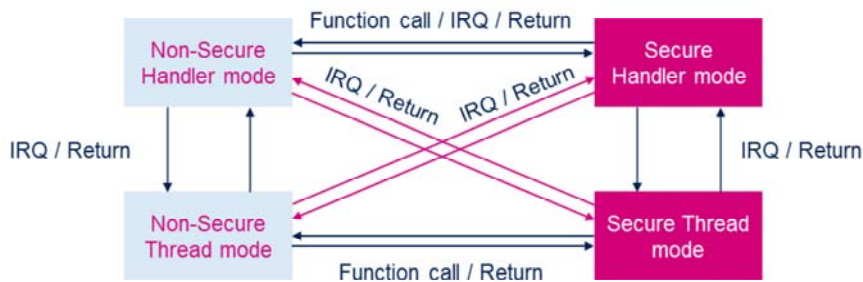 Function call / IRQ / Return
Non-Secure
Handler mode
Secure
Handler mode
IRQ / Return
IRQ / Return
IRQ / Return
IRQ / Return
Non-Secure
Thread mode
Secure Thread
mode
Function call / Return